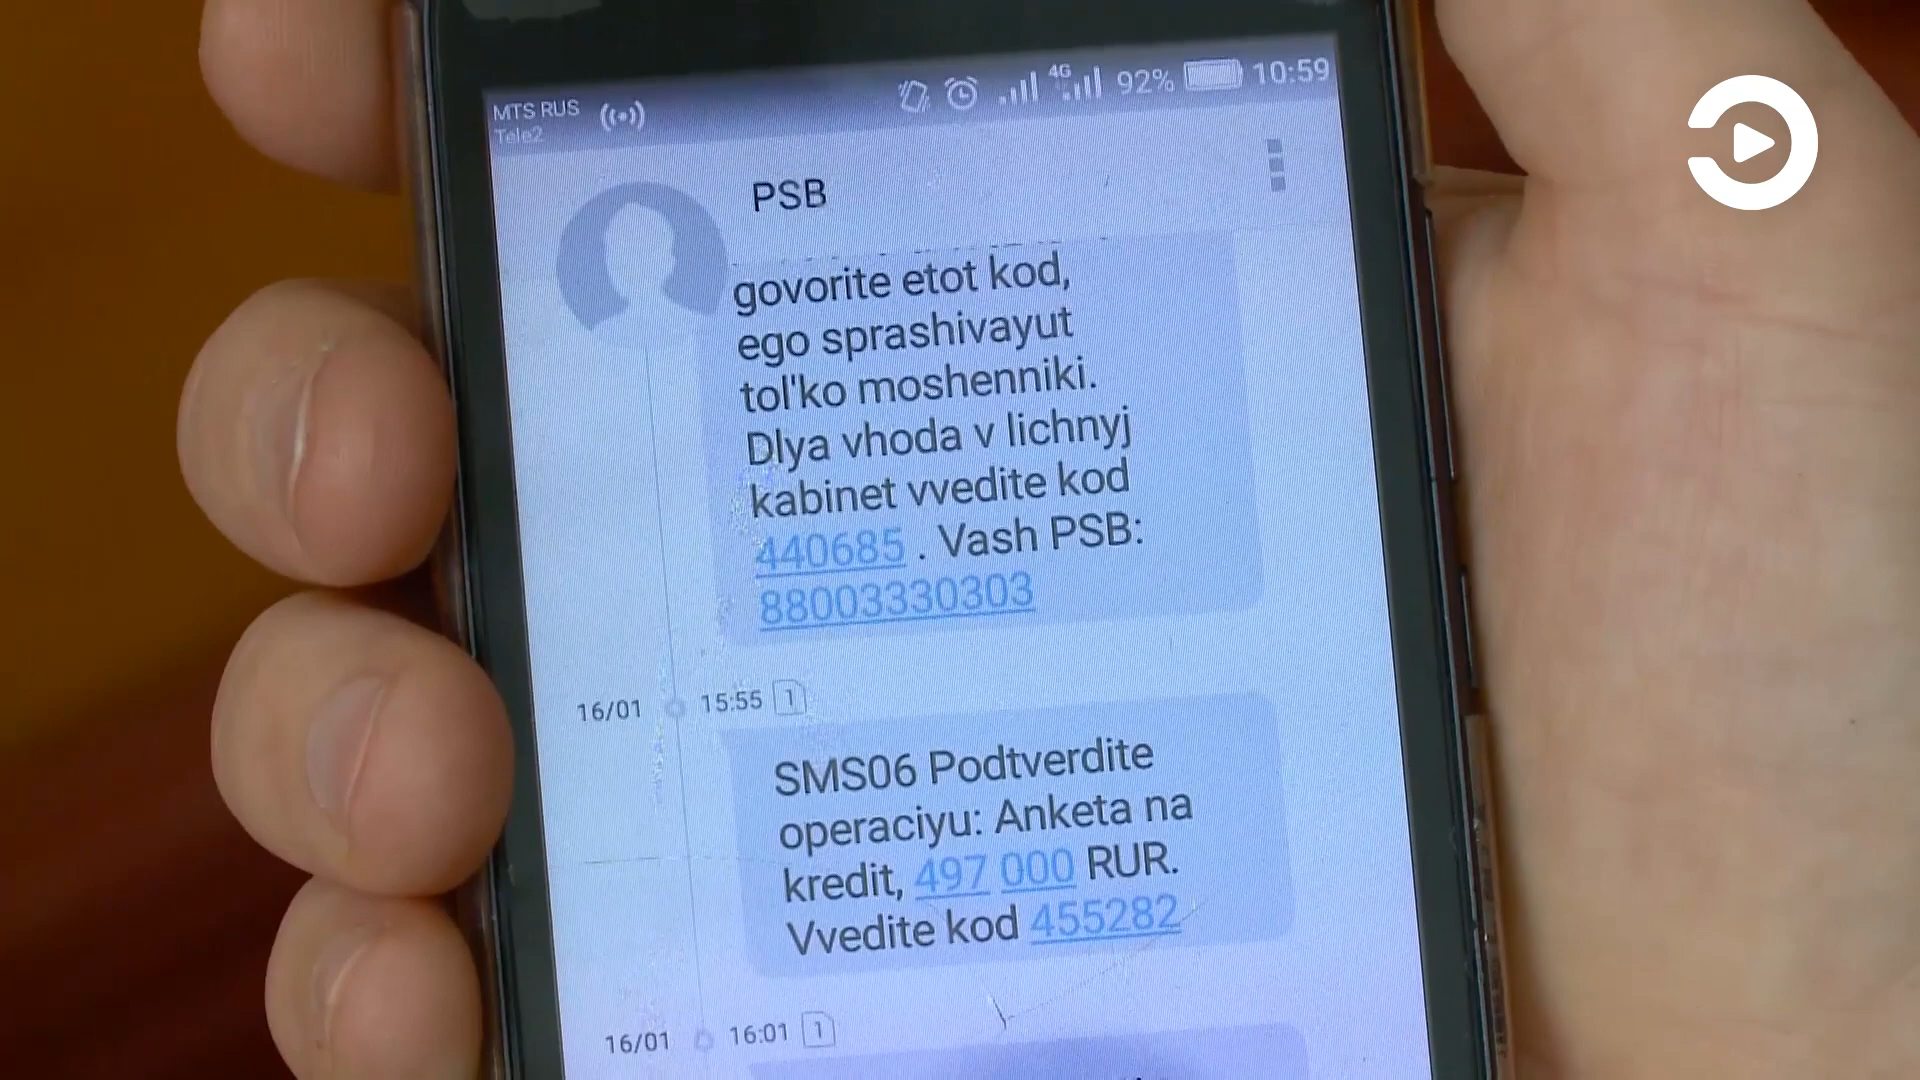 MTS RUS
Tele2
4G
92%
10:59
PSB
govorite etot kod,
ego sprashivayut
tol'ko moshenniki.
Dlya vhoda v lichnyj
kabinet vvedite kod
440685 . Vash PSB:
88003330303
16/01 15:55 1
SMS06 Podtverdite
operaciyu: Anketa na
kredit, 497 000 RUR.
Vvedite kod 455282
16/01 16:01 1